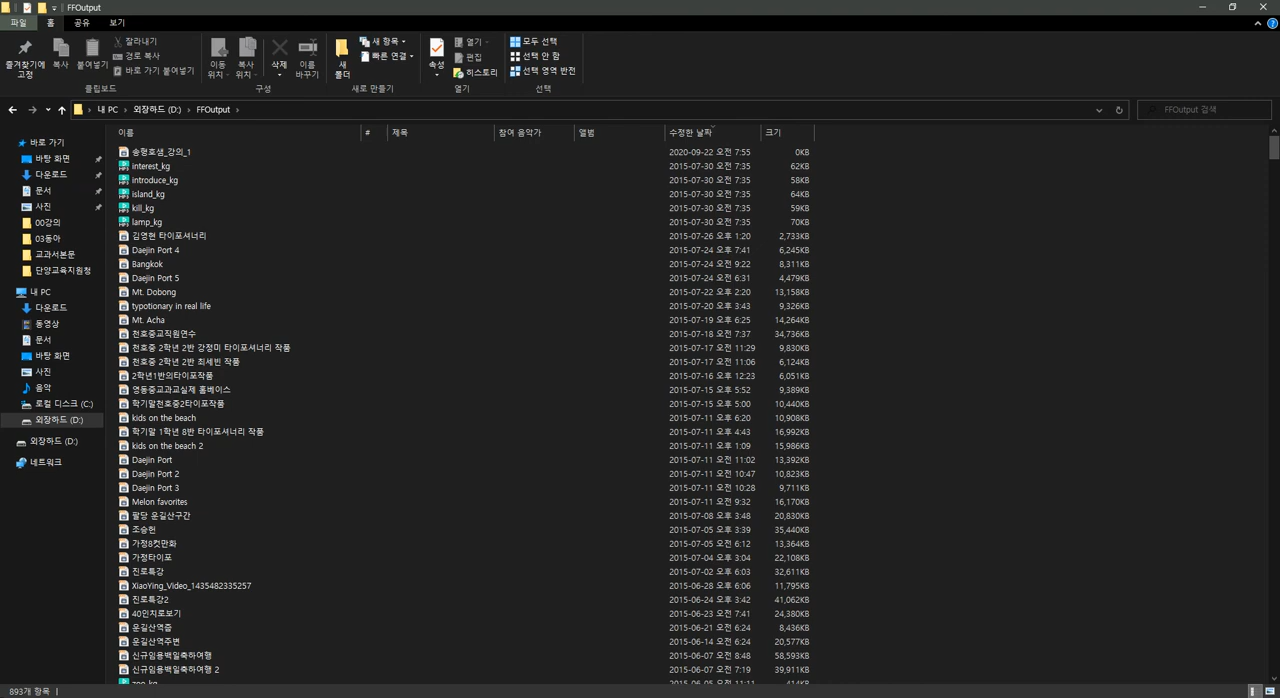 FFOutput
파일 홈 공유 보기
즐겨찾기에 고정
복사
붙여넣기
잘라내기
경로 복사
바로 가기 붙여넣기
클립보드
이동 위치
복사 위치
삭제
이름 바꾸기
구성
새 폴더
새 항목
빠른 연결
새로 만들기
속성
열기
편집
히스토리
열기
모두 선택
선택 안 함
선택 영역 반전
선택
내 PC 외장하드 (D:) FFOutput
FFOutput 검색
바로 가기
바탕 화면
다운로드
문서
사진
00강의
03동아
교과서본문
단양교육지원청
내 PC
다운로드
동영상
문서
바탕 화면
사진
음악
로컬 디스크 (C:)
외장하드 (D:)
외장하드 (D:)
네트워크
이름 # 제목 참여 음악가 앨범 수정한 날짜 크기
송형호샘_강의_1 2020-09-22 오전 7:55 0KB
interest_kg 2015-07-30 오전 7:35 62KB
introduce_kg 2015-07-30 오전 7:35 58KB
island_kg 2015-07-30 오전 7:35 64KB
kill_kg 2015-07-30 오전 7:35 59KB
lamp_kg 2015-07-30 오전 7:35 70KB
김영현 타이포셔너리 2015-07-26 오후 1:20 2,733KB
Daejin Port 4 2015-07-24 오후 7:41 6,245KB
Bangkok 2015-07-24 오전 9:22 8,311KB
Daejin Port 5 2015-07-24 오전 6:31 4,479KB
Mt. Dobong 2015-07-22 오후 2:20 13,158KB
typotionary in real life 2015-07-20 오후 3:43 9,326KB
Mt. Acha 2015-07-19 오후 6:25 14,264KB
천호중교직원연수 2015-07-18 오후 7:37 34,736KB
천호중 2학년 2반 강정미 타이포셔너리 작품 2015-07-17 오전 11:29 9,830KB
천호중 2학년 2반 최세빈 작품 2015-07-17 오전 11:06 6,124KB
2학년1반의타이포작품 2015-07-16 오후 12:23 6,051KB
영동중교과교실제 홈베이스 2015-07-15 오후 5:52 9,389KB
학기말천호중2타이포작품 2015-07-15 오후 5:00 10,440KB
kids on the beach 2015-07-11 오후 6:20 10,908KB
학기말 1학년 8반 타이포셔너리 작품 2015-07-11 오후 4:43 16,992KB
kids on the beach 2 2015-07-11 오후 1:09 15,986KB
Daejin Port 2015-07-11 오전 11:02 13,392KB
Daejin Port 2 2015-07-11 오전 10:47 10,823KB
Daejin Port 3 2015-07-11 오전 10:28 9,711KB
Melon favorites 2015-07-11 오전 9:32 16,170KB
팔당 운길산구간 2015-07-08 오후 3:48 20,830KB
조승헌 2015-07-05 오후 3:39 35,440KB
가정8컷만화 2015-07-05 오전 6:12 13,364KB
가정타이포 2015-07-04 오후 3:04 22,108KB
진로특강 2015-07-02 오후 6:03 32,611KB
XiaoYing_Video_1435482335257 2015-06-28 오후 6:06 11,795KB
진로특강2 2015-06-24 오후 3:42 41,062KB
40인치로보기 2015-06-23 오전 7:41 24,380KB
운길산역즘 2015-06-21 오전 6:24 8,436KB
운길산역주변 2015-06-14 오전 6:24 20,577KB
신규임용백일축하여행 2015-06-07 오전 8:48 58,593KB
신규임용백일축하여행 2 2015-06-07 오전 7:19 39,911KB
zoo_kg 2015-06-05 오전 11:11 414KB
893개 항목